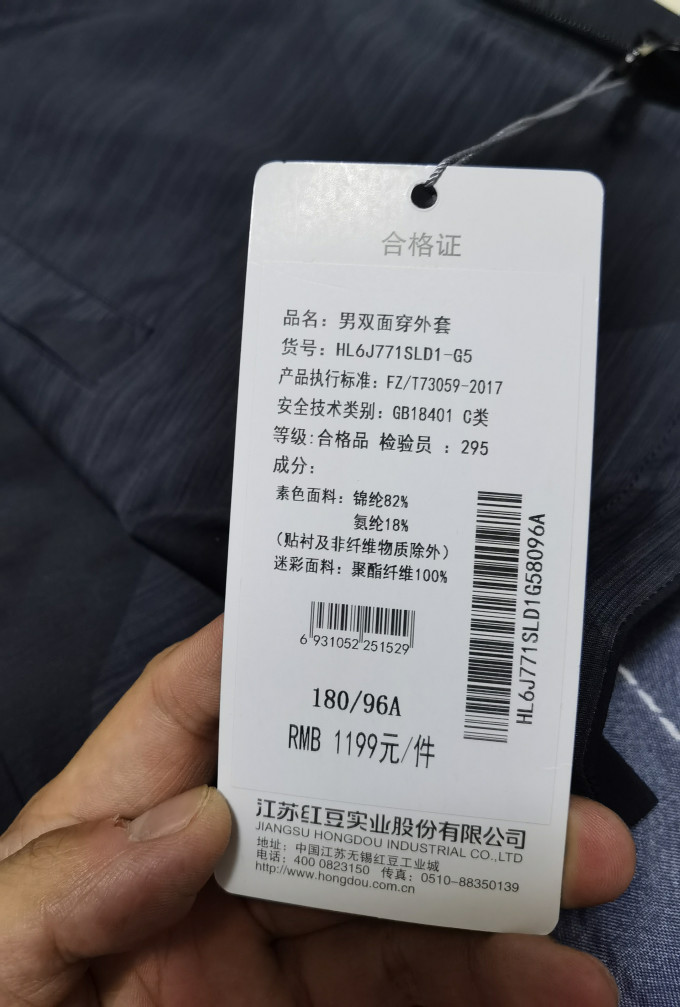 合格证
品名：男双面穿外套
货号：HL6J771SLD1-G5
产品执行标准：FZ/T73059-2017
安全技术类别：GB18401 C类
等级：合格品 检验员 ：295
成分：
素色面料：锦纶82%
氨纶18%
（贴衬及非纤维物质除外）
迷彩面料：聚酯纤维100%
6 931052 251529
HL6J771SLD1G58096A
180/96A
RMB 1199元/件
江苏红豆实业股份有限公司
JIANGSU HONGDOU INDUSTRIAL CO.,LTD
地址：中国江苏无锡红豆工业城
电话：400 0823150 传真：0510-88350139
http://www.hongdou.com.cn